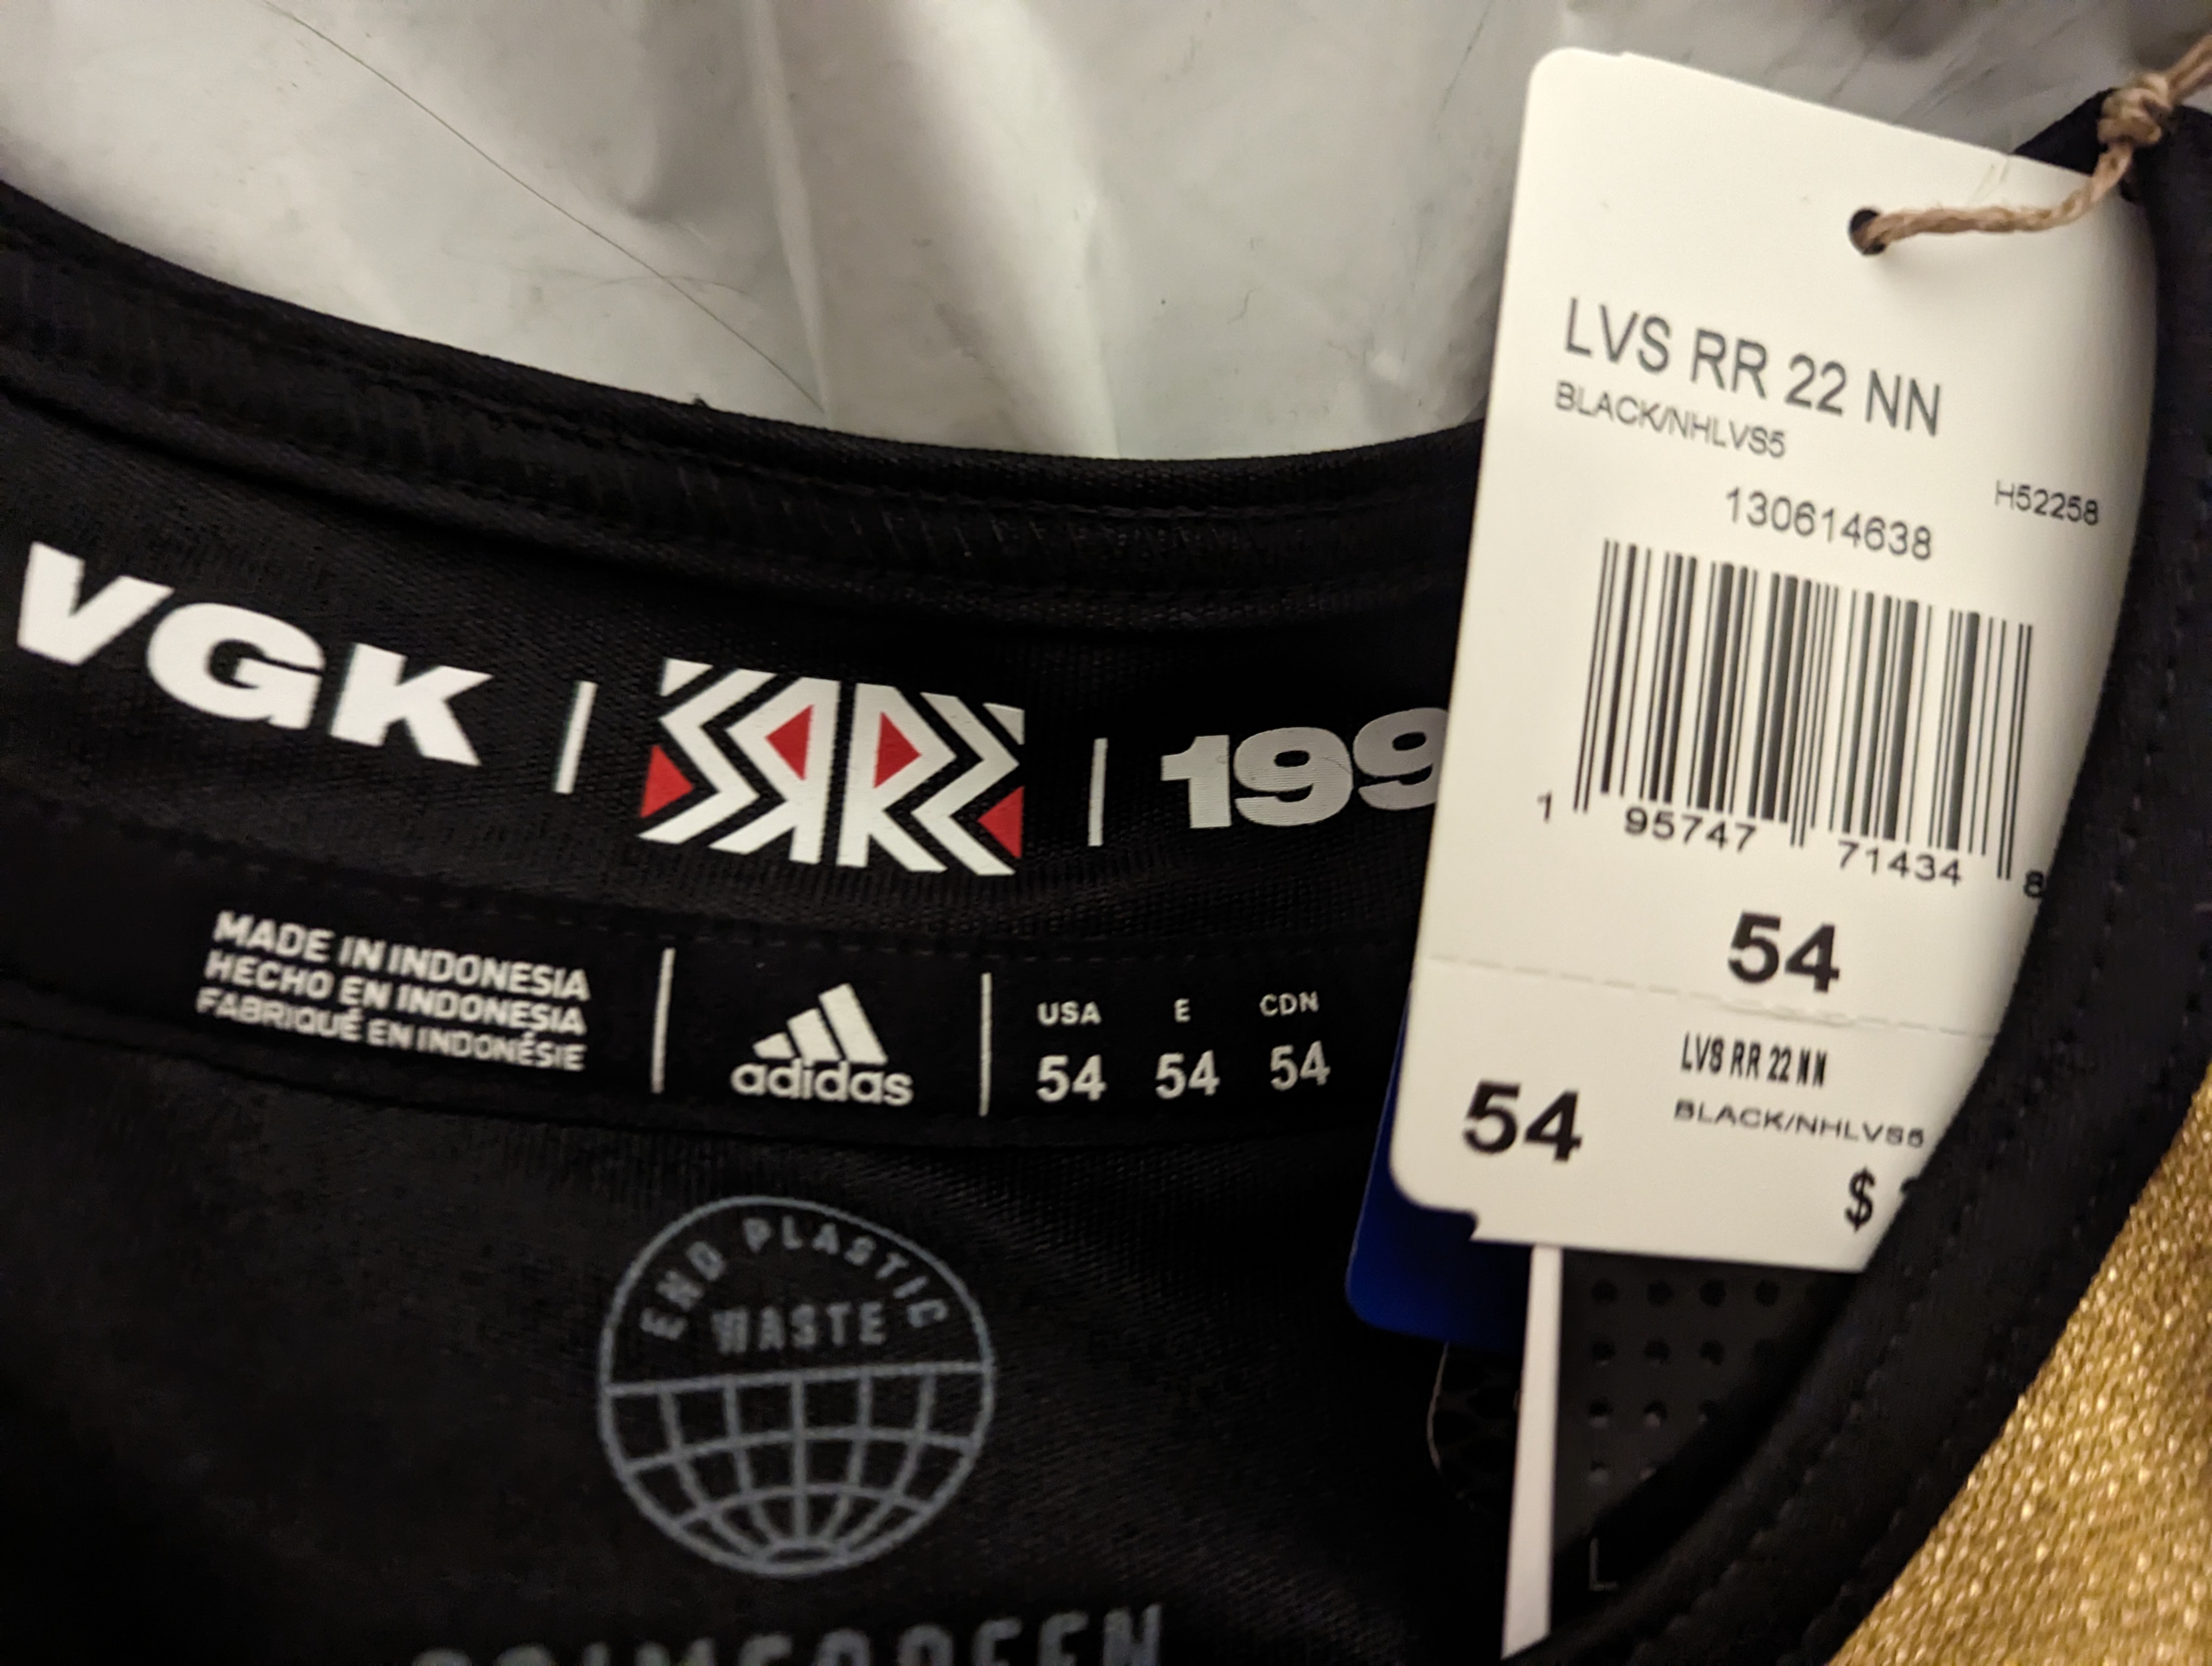 LVS RR 22 NN
BLACK/NHLVS5
H52258
130614638
1 95747 71434 8
54
LVS RR 22 NN
54
BLACK/NHLVS5
$
VGK | RR | 199
MADE IN INDONESIA
HECHO EN INDONESIA
FABRIQUÉ EN INDONÉSIE
adidas
USA E CDN
54 54 54
END PLASTIC
WASTE